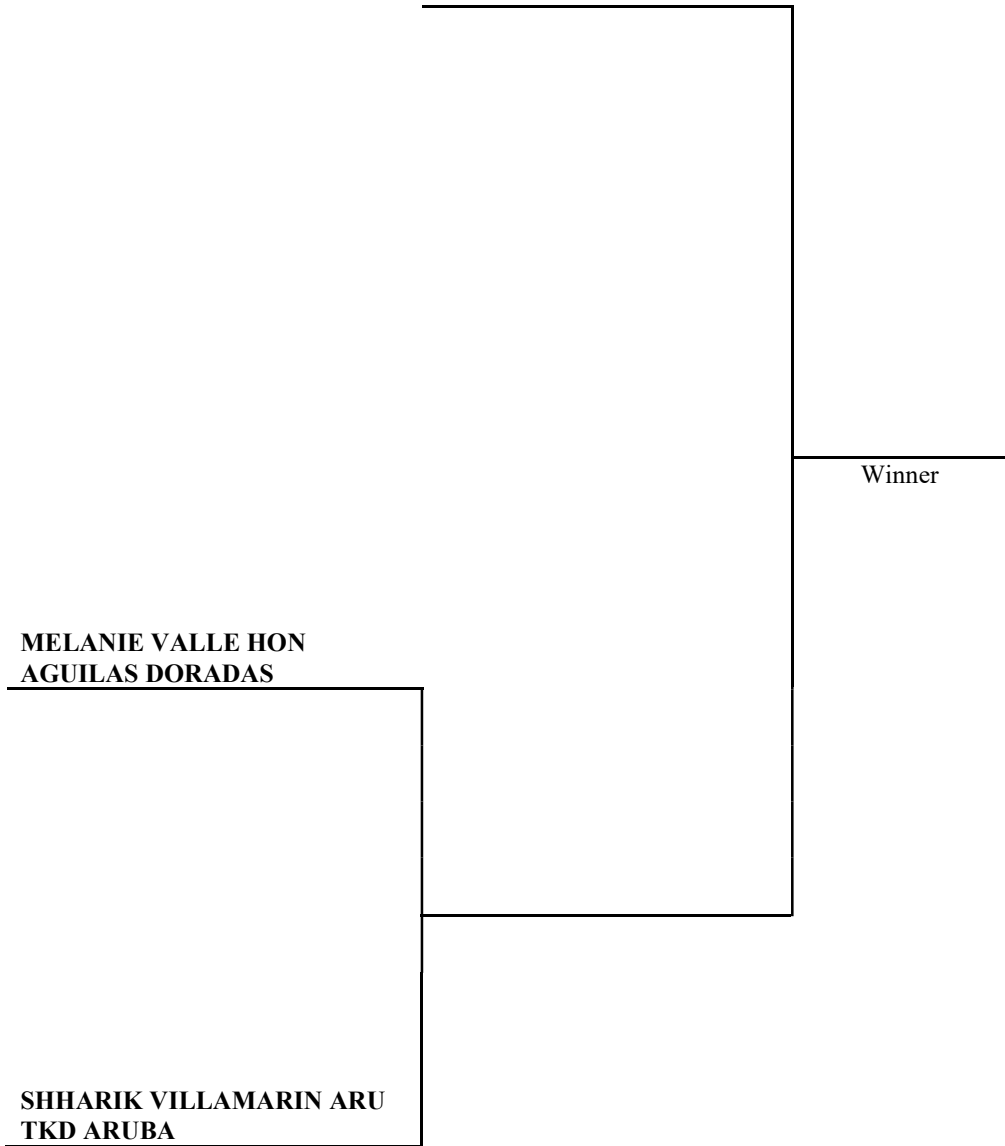 Winner
MELANIE VALLE HON
AGUILAS DORADAS
SHHARIK VILLAMARIN ARU
TKD ARUBA